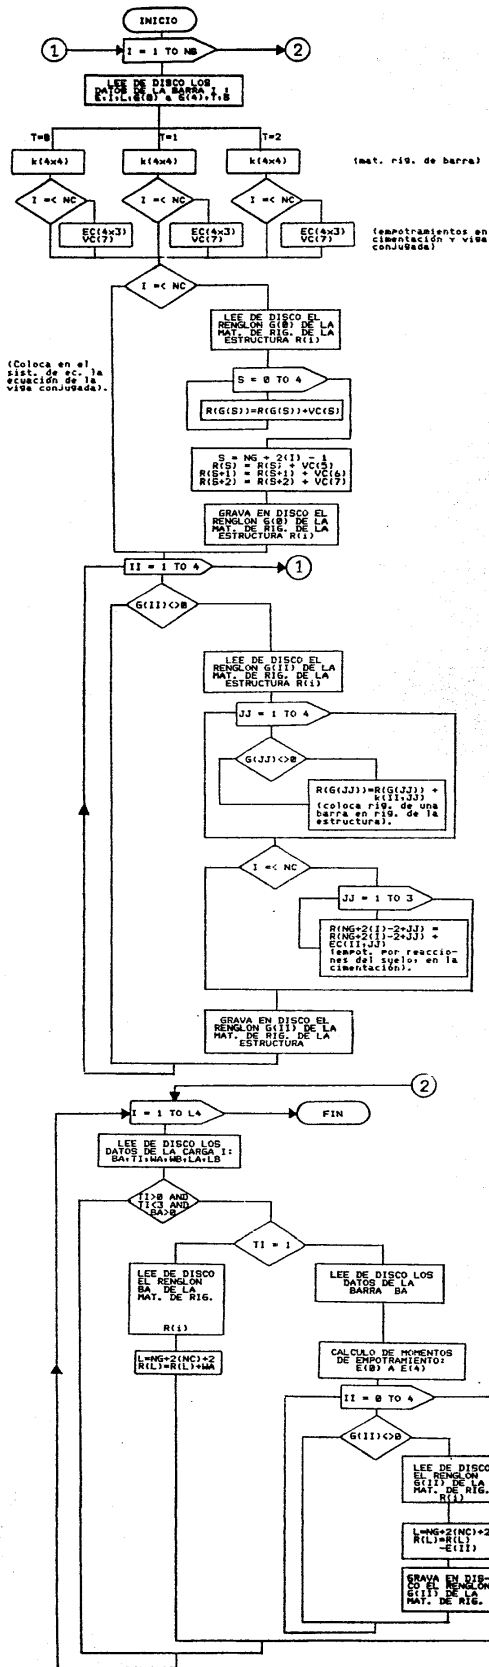 INICIO
1
I = 1 TO NB
2
LEE DE DISCO LOS
DATOS DE LA BARRA I :
T=0
T=1
T=2
k(4x4)
k(4x4)
k(4x4)
(mat. rig. de barra)
I =< NC
I =< NC
I =< NC
EC(4x3)
VC(7)
EC(4x3)
VC(7)
EC(4x3)
VC(7)
(empotramientos en
cimentación y viga
conjugada)
I =< NC
LEE DE DISCO EL
RENGLON G(0) DE LA
MAT. DE RIG. DE LA
ESTRUCTURA R(i)
(Coloca en el
sist. de ec. la
ecuación de la
viga conjugada).
S = 0 TO 4
R(G(S))=R(G(S))+VC(S)
S = NG + 2(I) - 1
R(S) = R(S) + VC(5)
R(S+1) = R(S+1) + VC(6)
R(S+2) = R(S+2) + VC(7)
GRAVA EN DISCO EL
RENGLON G(0) DE LA
MAT. DE RIG. DE LA
ESTRUCTURA R(i)
II = 1 TO 4
1
G(II)<>0
LEE DE DISCO EL
RENGLON G(II) DE LA
MAT. DE RIG. DE LA
ESTRUCTURA R(i)
JJ = 1 TO 4
G(JJ)<>0
R(G(JJ))=R(G(JJ)) +
k(II,JJ)
(coloca rig. de una
barra en rig. de la
estructura).
I =< NC
JJ = 1 TO 3
R(NG+2(I)-2+JJ) =
R(NG+2(I)-2+JJ) +
EC(II,JJ)
(empot. por reaccio-
nes del suelo, en la
cimentación).
GRAVA EN DISCO EL
RENGLON G(II) DE LA
MAT. DE RIG. DE LA
ESTRUCTURA
2
I = 1 TO L4
FIN
LEE DE DISCO LOS
DATOS DE LA CARGA I:
BA,TI,WA,WB,LA,LB
TI>0 AND
TI<3 AND
BA>0
TI = 1
LEE DE DISCO
EL RENGLON
BA DE LA
MAT. DE RIG.
R(i)
LEE DE DISCO LOS
DATOS DE LA
BARRA BA
L=NG+2(NC)+2
R(L)=R(L)+WA
CALCULO DE MOMENTOS
DE EMPOTRAMIENTO:
E(0) A E(4)
II = 0 TO 4
G(II)<>0
LEE DE DISCO
EL RENGLON
G(II) DE LA
MAT. DE RIG.
R(i)
L=NG+2(NC)+2
R(L)=R(L)
-E(II)
GRAVA EN DIS-
CO EL RENGLON
G(II) DE LA
MAT. DE RIG.